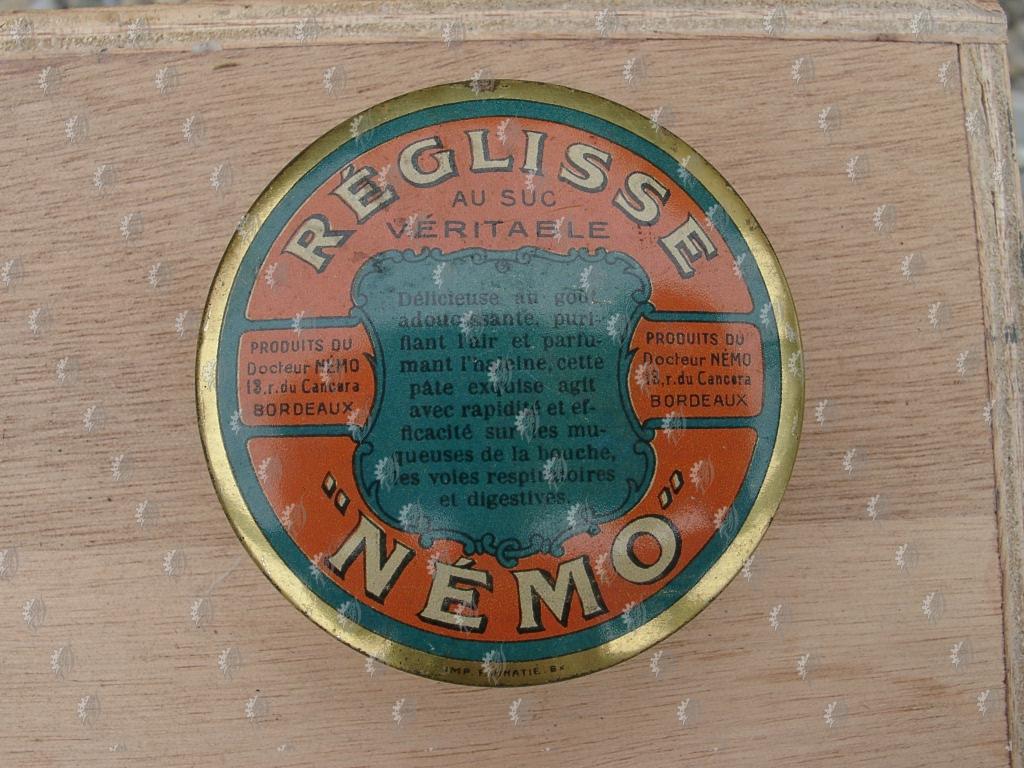 RÉGLISSE
AU SUC
VÉRITABLE
Délicieuse au goût,
adoucissante, puri-
fiant l'air et parfu-
mant l'haleine, cette
pâte exquise agit
avec rapidité et ef-
ficacité sur les mu-
queuses de la bouche,
les voies respiratoires
et digestives.
PRODUITS DU
Docteur NÉMO
18, r. du Cancera
BORDEAUX
PRODUITS DU
Docteur NÉMO
18, r. du Cancera
BORDEAUX
"NÉMO"
IMP. Bx